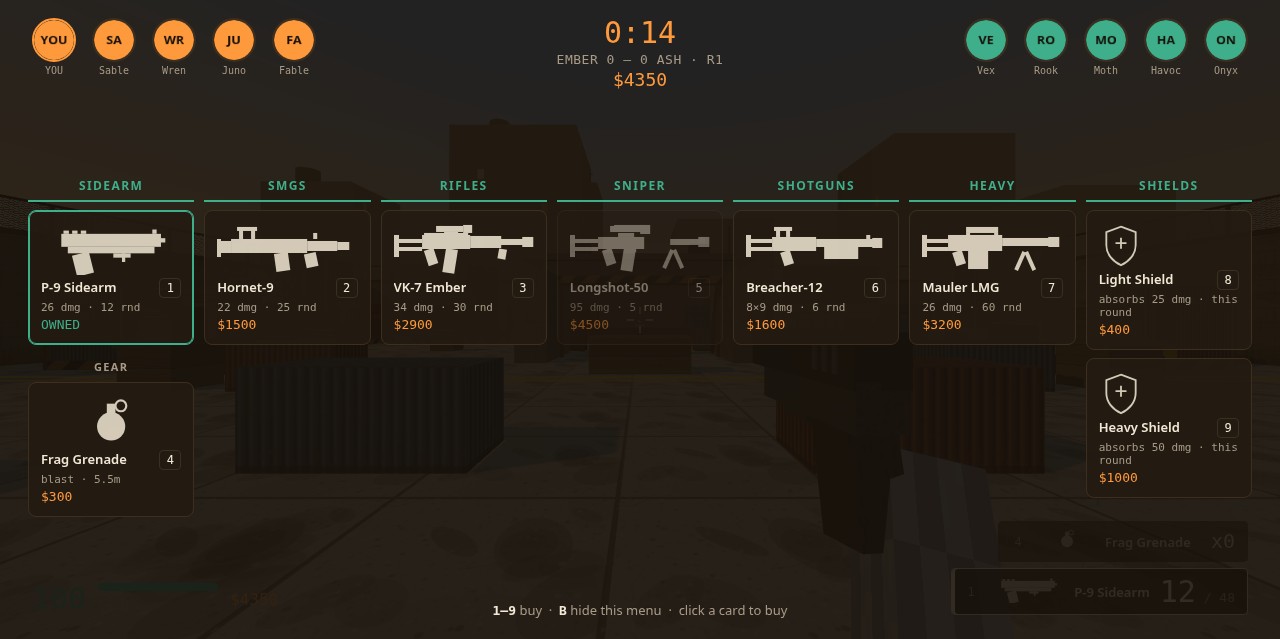 YOU SA WR JU FA
YOU Sable Wren Juno Fable
0:14
EMBER 0 — 0 ASH · R1
$4350
VE RO MO HA ON
Vex Rook Moth Havoc Onyx
SIDEARM
P-9 Sidearm 1
26 dmg · 12 rnd
OWNED
GEAR
Frag Grenade 4
blast · 5.5m
$300
SMGS
Hornet-9 2
22 dmg · 25 rnd
$1500
RIFLES
VK-7 Ember 3
34 dmg · 30 rnd
$2900
SNIPER
Longshot-50 5
95 dmg · 5 rnd
$4500
SHOTGUNS
Breacher-12 6
8×9 dmg · 6 rnd
$1600
HEAVY
Mauler LMG 7
26 dmg · 60 rnd
$3200
SHIELDS
Light Shield 8
absorbs 25 dmg · this
round
$400
Heavy Shield 9
absorbs 50 dmg · this
round
$1000
4 Frag Grenade x0
1 P-9 Sidearm 12 / 48
$4350
1–9 buy · B hide this menu · click a card to buy